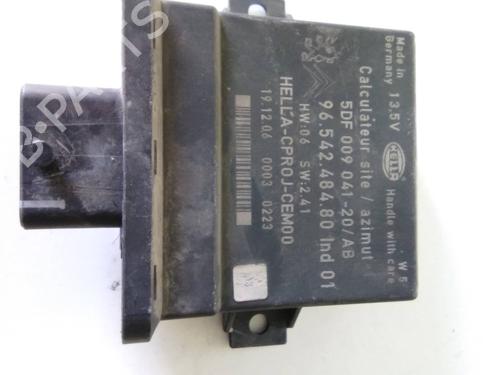 Made in
Germany 13.5V
HELLA Handle with care
W 5
Calculateur site / azimut
5DF 009 041-20/AB
96.542.484.80 Ind 01
HW:06 SW:2.41
HELLA-CPROJ-CEM00
19.12.06 0003 0223
B-PARTS